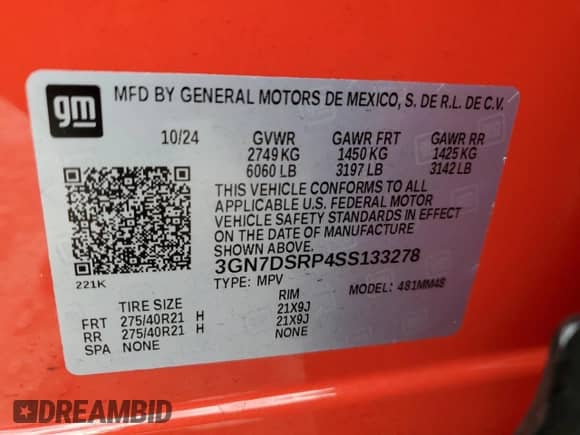 gm MFD BY GENERAL MOTORS DE MEXICO, S. DE R.L. DE C.V.
10/24 GVWR GAWR FRT GAWR RR
2749 KG 1450 KG 1425 KG
6060 LB 3197 LB 3142 LB
THIS VEHICLE CONFORMS TO ALL
APPLICABLE U.S. FEDERAL MOTOR
VEHICLE SAFETY STANDARDS IN EFFECT
ON THE DATE OF MANUFACTURE
SHOWN ABOVE.
221K 3GN7DSRP4SS133278
TYPE: MPV MODEL: 481MM48
TIRE SIZE RIM
FRT 275/40R21 H 21X9J
RR 275/40R21 H 21X9J
SPA NONE NONE
DREAMBID